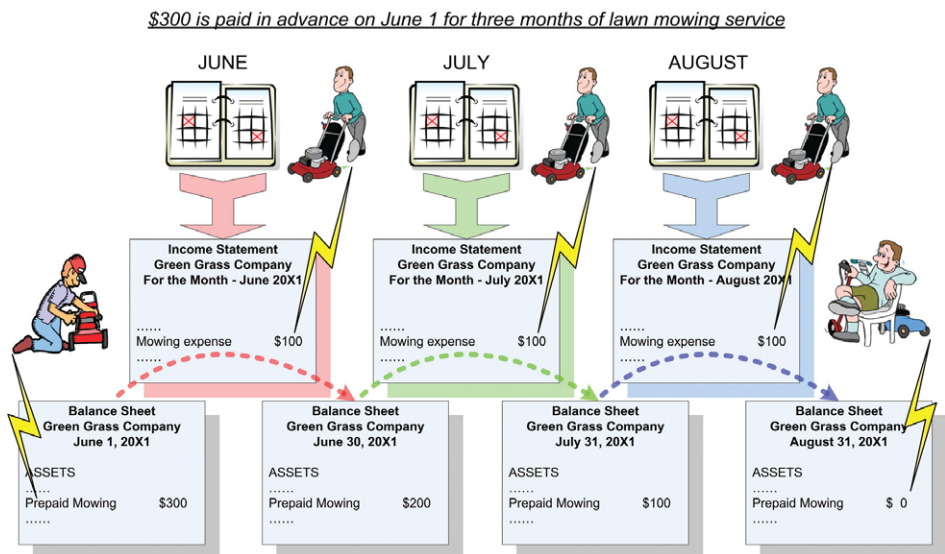 $300 is paid in advance on June 1 for three months of lawn mowing service
JUNE
JULY
AUGUST
Income Statement
Green Grass Company
For the Month - June 20X1
......
Mowing expense $100
......
Income Statement
Green Grass Company
For the Month - July 20X1
......
Mowing expense $100
......
Income Statement
Green Grass Company
For the Month - August 20X1
......
Mowing expense $100
......
Balance Sheet
Green Grass Company
June 1, 20X1
ASSETS
......
Prepaid Mowing $300
......
Balance Sheet
Green Grass Company
June 30, 20X1
ASSETS
......
Prepaid Mowing $200
......
Balance Sheet
Green Grass Company
July 31, 20X1
ASSETS
......
Prepaid Mowing $100
......
Balance Sheet
Green Grass Company
August 31, 20X1
ASSETS
......
Prepaid Mowing $ 0
......